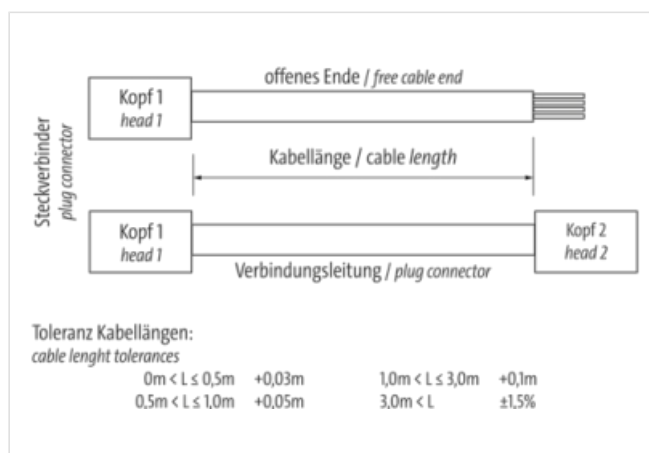 offenes Ende / free cable end
Kopf 1
head 1
Steckverbinder
plug connector
Kabellänge / cable length
Kopf 1
head 1
Kopf 2
head 2
Verbindungsleitung / plug connector
Toleranz Kabellängen:
cable lenght tolerances
0m < L ≤ 0,5m +0,03m 1,0m < L ≤ 3,0m +0,1m
0.5m < L ≤ 1,0m +0,05m 3.0m < L ±1.5%